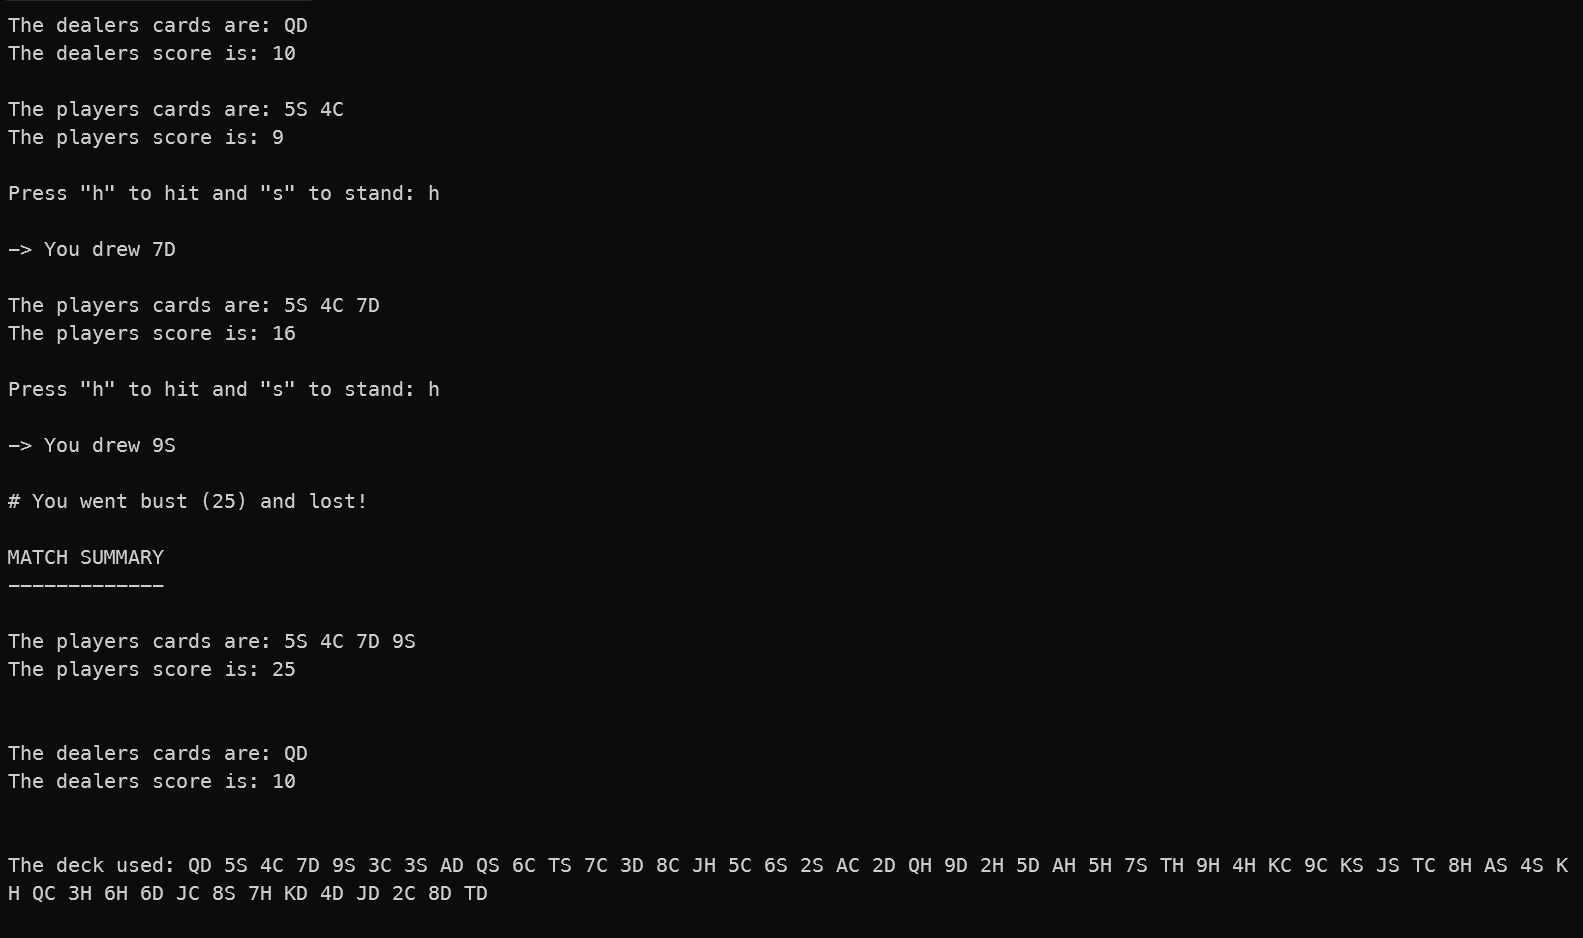 The dealers cards are: QD
The dealers score is: 10
The players cards are: 5S 4C
The players score is: 9
Press "h" to hit and "s" to stand: h
—> You drew 7D
The players cards are: 5S 4C 7D
The players score is: 16
Press "h" to hit and "s" to stand: h
—> You drew 9S
# You went bust (25) and lost!
MATCH SUMMARY
—————————————
The players cards are: 5S 4C 7D 9S
The players score is: 25
The dealers cards are: QD
The dealers score is: 10
The deck used: QD 5S 4C 7D 9S 3C 3S AD QS 6C TS 7C 3D 8C JH 5C 6S 2S AC 2D QH 9D 2H 5D AH 5H 7S TH 9H 4H KC 9C KS JS TC 8H AS 4S K
H QC 3H 6H 6D JC 8S 7H KD 4D JD 2C 8D TD